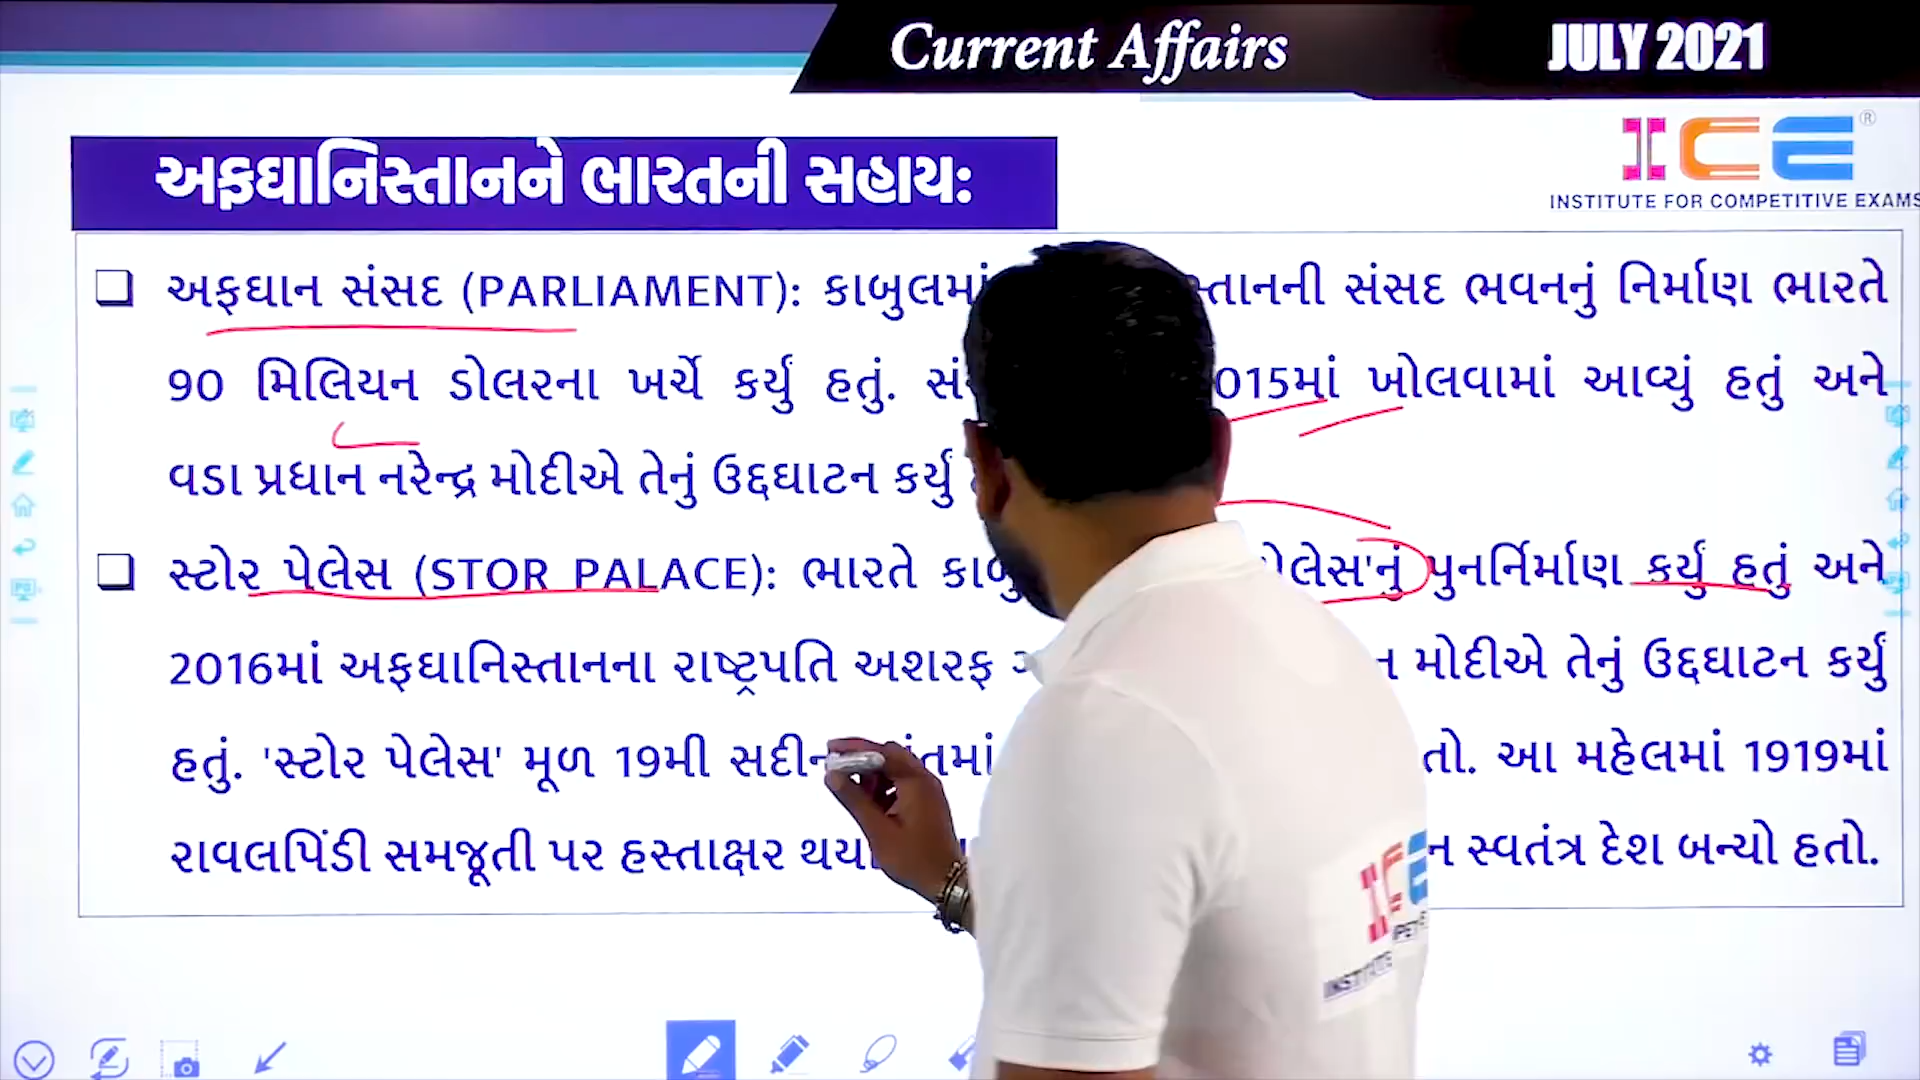 Current Affairs
JULY 2021
ICE®
INSTITUTE FOR COMPETITIVE EXAMS
અફઘાનિસ્તાનને ભારતની સહાય:
અફઘાન સંસદ (PARLIAMENT): કાબુલમાં સ્તાનની સંસદ ભવનનું નિર્માણ ભારતે
90 મિલિયન ડોલરના ખર્ચે કર્યું હતું. 015માં ખોલવામાં આવ્યું હતું અને
વડા પ્રધાન નરેન્દ્ર મોદીએ તેનું ઉદ્દઘાટન કર્યું
સ્ટોર પેલેસ (STOR PALACE): ભારતે પેલેસ'નું પુનર્નિર્માણ કર્યું હતું અને
2016માં અફઘાનિસ્તાનના રાષ્ટ્રપતિ અશરફ મોદીએ તેનું ઉદ્દઘાટન કર્યું
હતું. 'સ્ટોર પેલેસ' મૂળ 19મી સદીના અંતમાં આ મહેલમાં 1919માં
રાવલપિંડી સમજૂતી પર હસ્તાક્ષર સ્વતંત્ર દેશ બન્યો હતો.
ICE